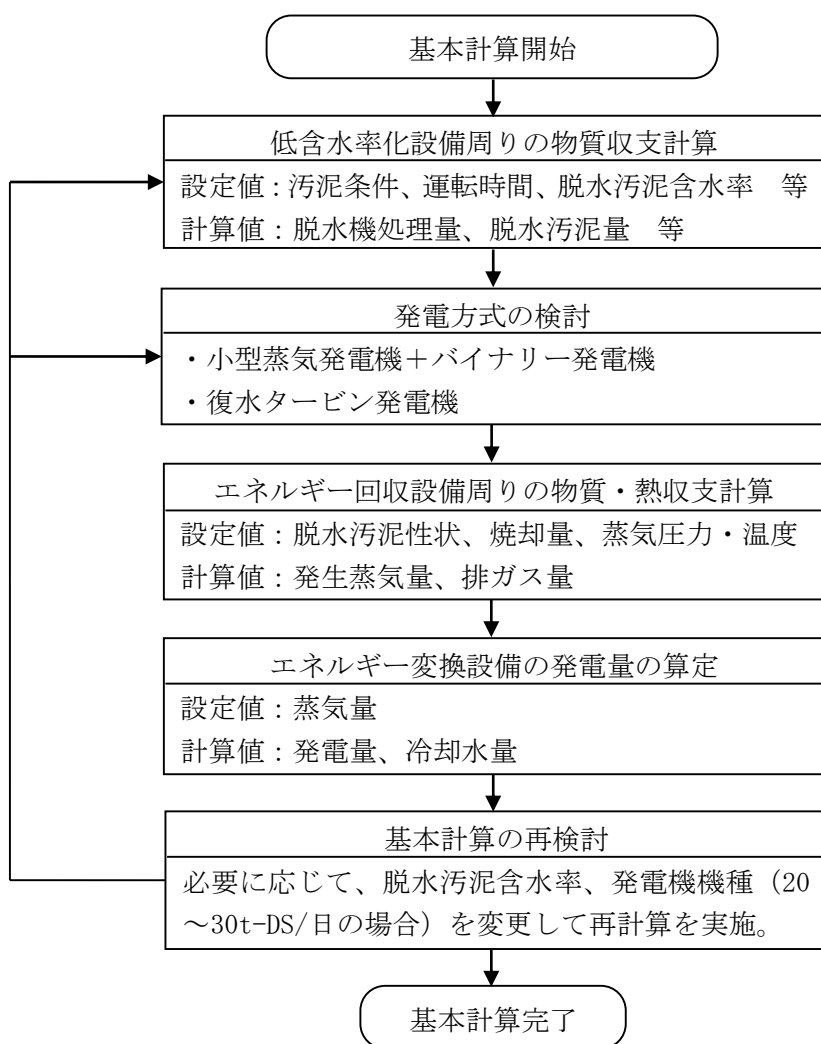 基本計算開始
低含水率化設備周りの物質収支計算
設定値：汚泥条件、運転時間、脱水汚泥含水率　等
計算値：脱水機処理量、脱水汚泥量　等
発電方式の検討
・小型蒸気発電機＋バイナリー発電機
・復水タービン発電機
エネルギー回収設備周りの物質・熱収支計算
設定値：脱水汚泥性状、焼却量、蒸気圧力・温度
計算値：発生蒸気量、排ガス量
エネルギー変換設備の発電量の算定
設定値：蒸気量
計算値：発電量、冷却水量
基本計算の再検討
必要に応じて、脱水汚泥含水率、発電機機種（20
～30t-DS/日の場合）を変更して再計算を実施。
基本計算完了